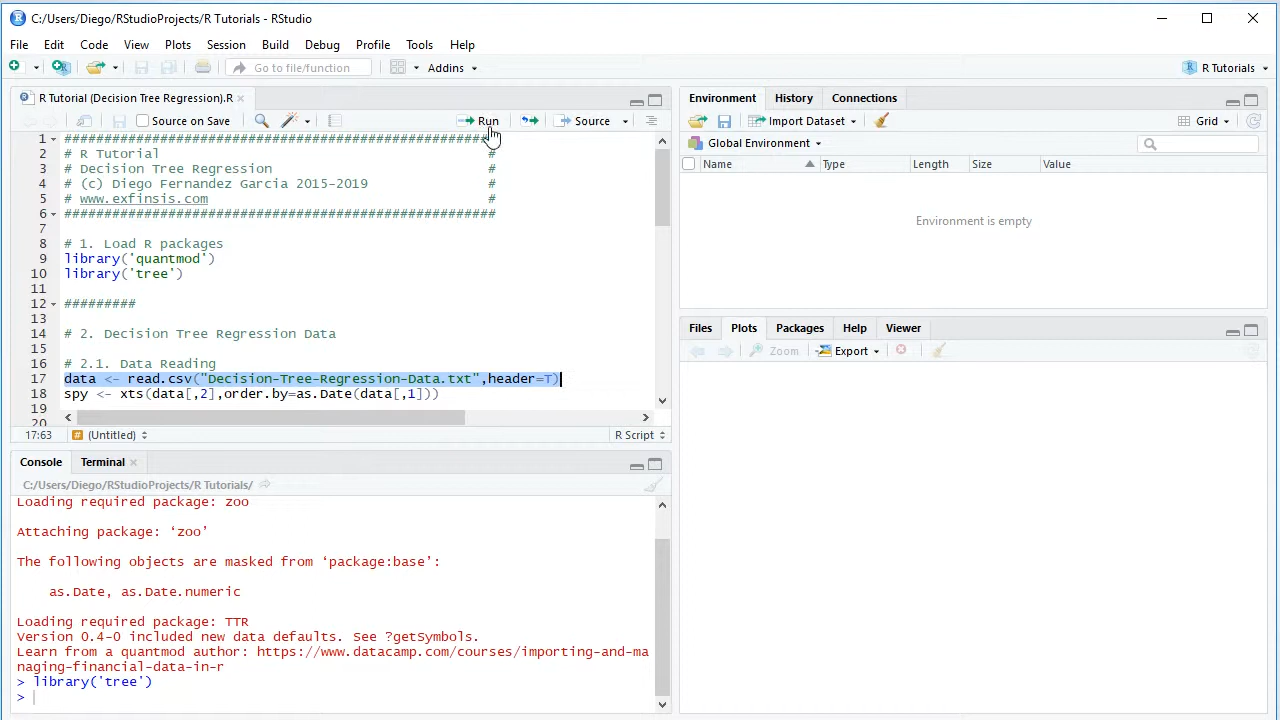 C:/Users/Diego/RStudioProjects/R Tutorials - RStudio
File Edit Code View Plots Session Build Debug Profile Tools Help
Go to file/function Addins R Tutorials
R Tutorial (Decision Tree Regression).R
Source on Save Run Source
1 ######################################################
2 # R Tutorial #
3 # Decision Tree Regression #
4 # (c) Diego Fernandez Garcia 2015-2019 #
5 # www.exfinsis.com #
6 ######################################################
7
8 # 1. Load R packages
9 library('quantmod')
10 library('tree')
11
12 #########
13
14 # 2. Decision Tree Regression Data
15
16 # 2.1. Data Reading
17 data <- read.csv("Decision-Tree-Regression-Data.txt",header=T)
18 spy <- xts(data[,2],order.by=as.Date(data[,1]))
19
20
17:63 # (Untitled) R Script
Console Terminal
C:/Users/Diego/RStudioProjects/R Tutorials/
Loading required package: zoo
Attaching package: ‘zoo’
The following objects are masked from ‘package:base’:
as.Date, as.Date.numeric
Loading required package: TTR
Version 0.4-0 included new data defaults. See ?getSymbols.
Learn from a quantmod author: https://www.datacamp.com/courses/importing-and-ma
naging-financial-data-in-r
> library('tree')
>
Environment History Connections
Import Dataset Grid
Global Environment
Name Type Length Size Value
Environment is empty
Files Plots Packages Help Viewer
Zoom Export